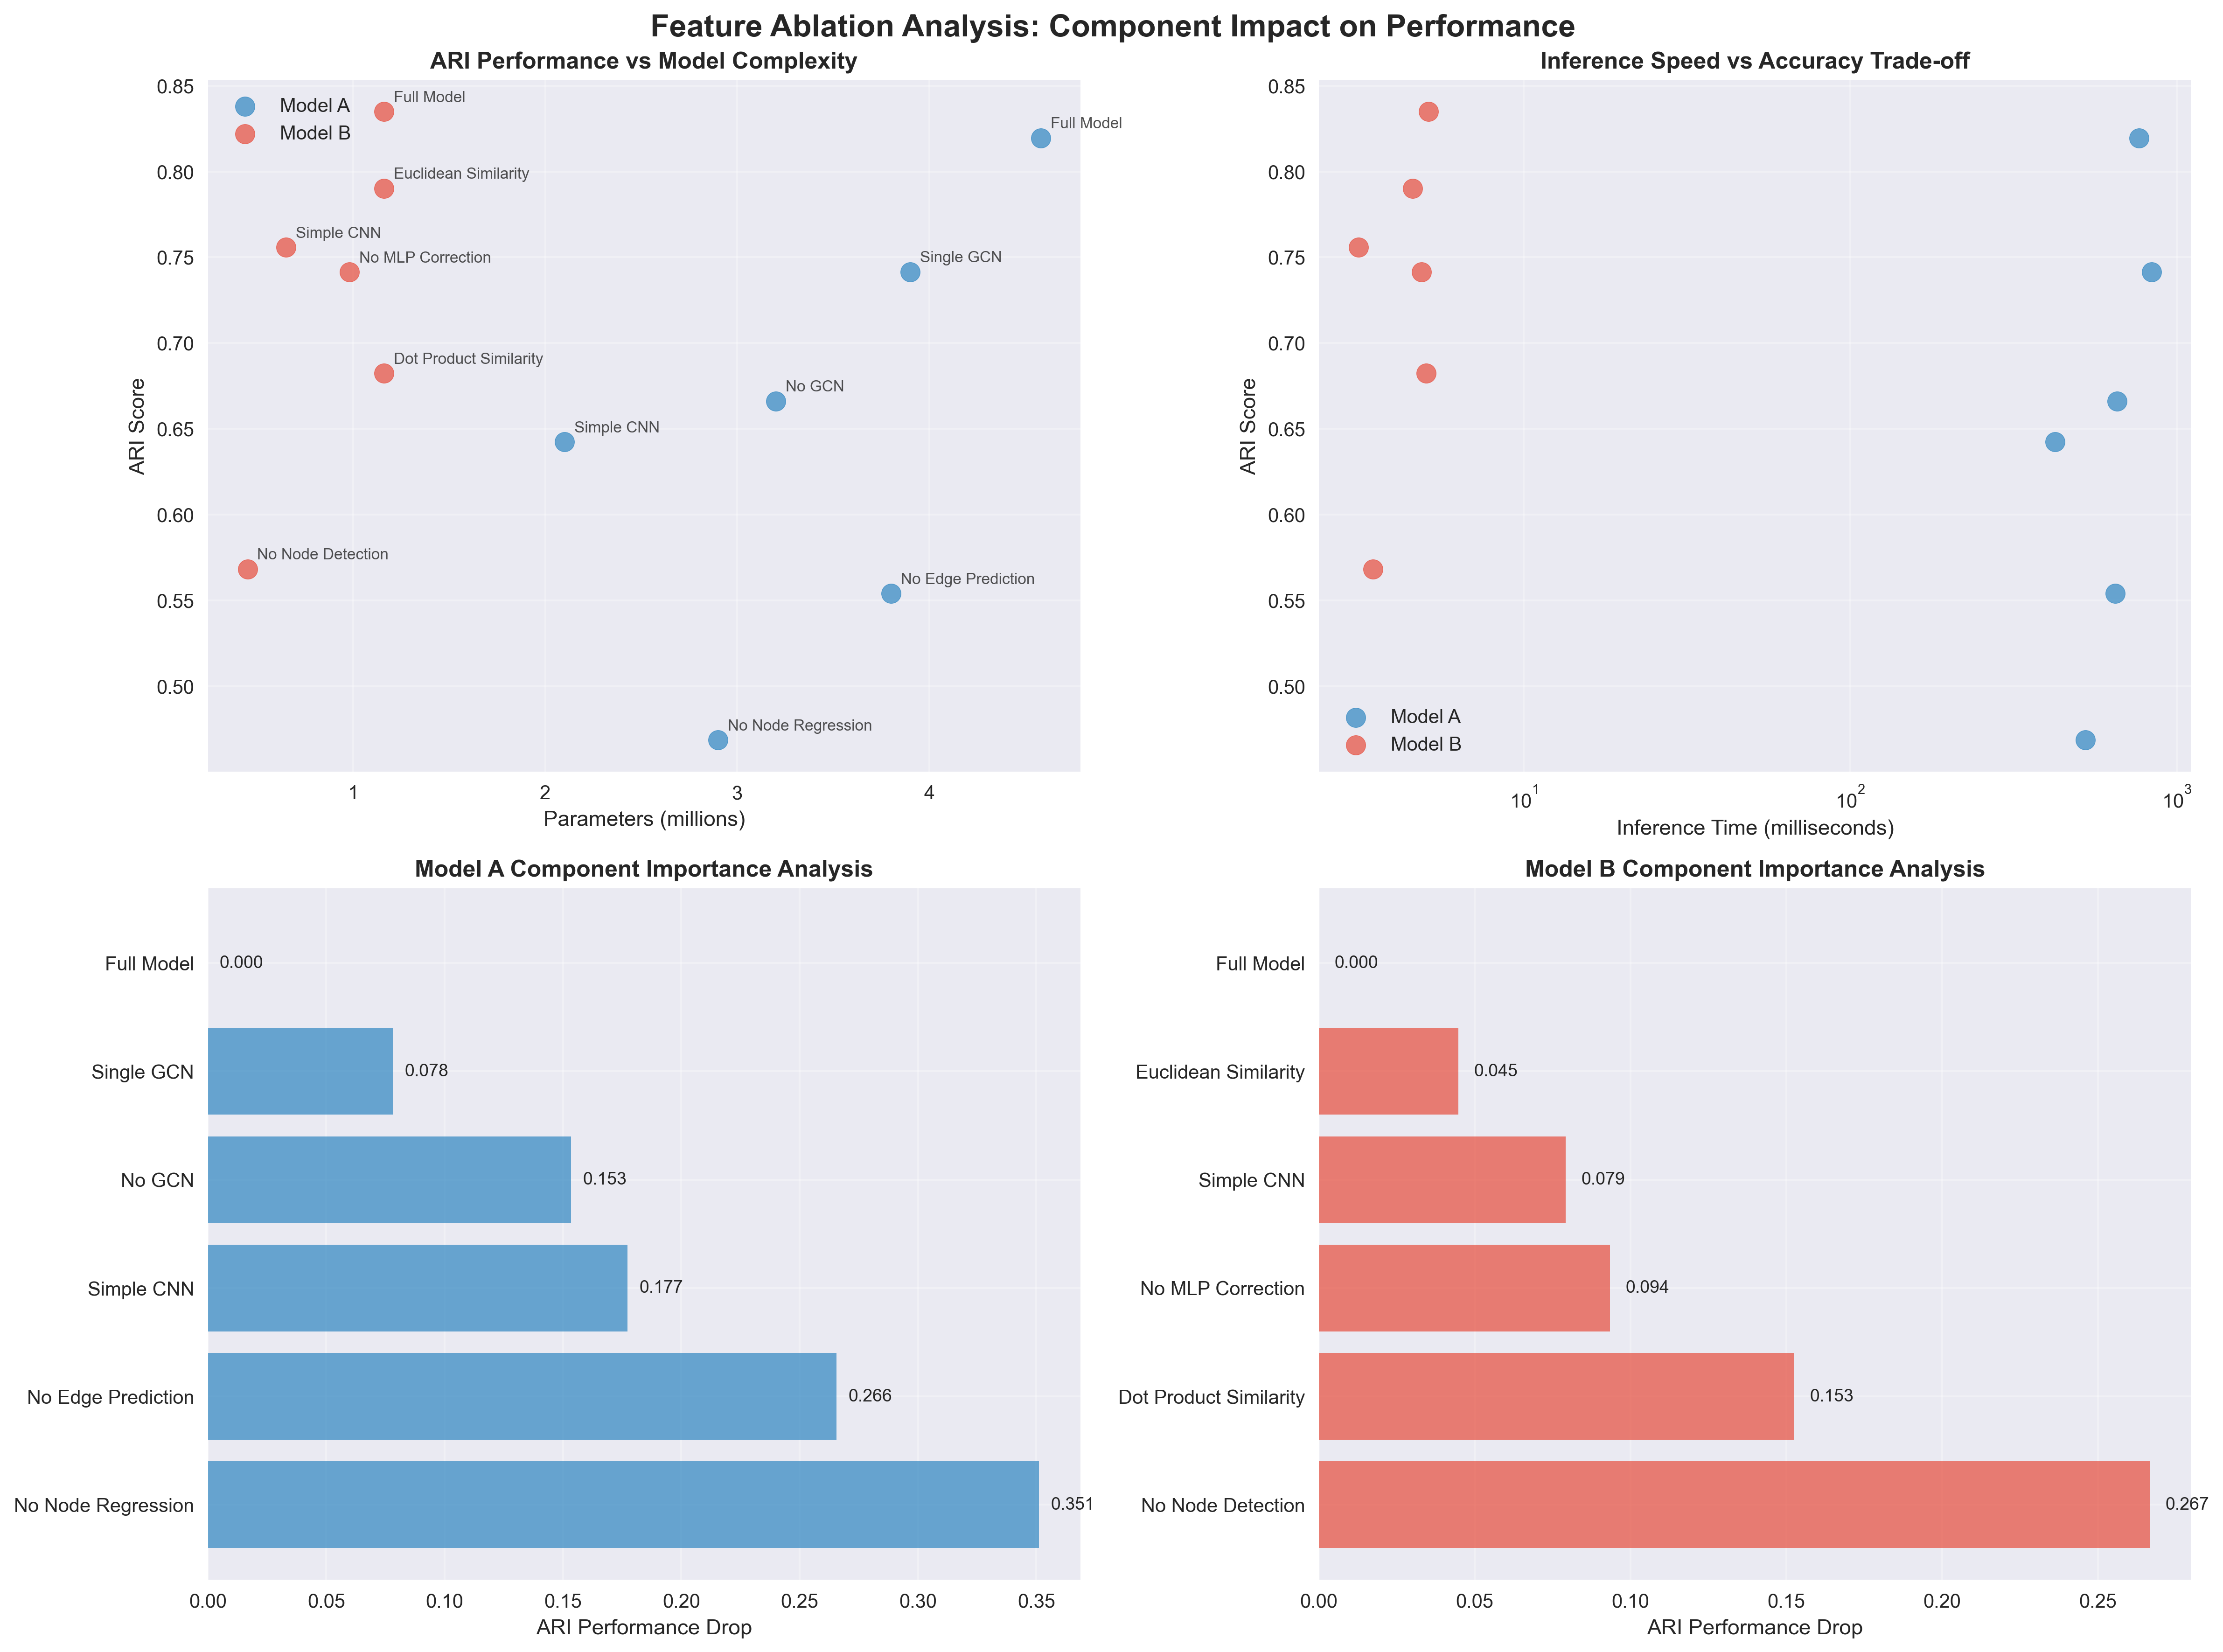 Feature Ablation Analysis: Component Impact on Performance
ARI Performance vs Model Complexity
0.85
0.80
0.75
0.70
0.65
0.60
0.55
0.50
ARI Score
Model A
Model B
Full Model
Full Model
Euclidean Similarity
Simple CNN
No MLP Correction
Single GCN
Dot Product Similarity
No GCN
Simple CNN
No Node Detection
No Edge Prediction
No Node Regression
1 2 3 4
Parameters (millions)
Inference Speed vs Accuracy Trade-off
0.85
0.80
0.75
0.70
0.65
0.60
0.55
0.50
ARI Score
Model A
Model B
10¹ 10² 10³
Inference Time (milliseconds)
Model A Component Importance Analysis
Full Model 0.000
Single GCN 0.078
No GCN 0.153
Simple CNN 0.177
No Edge Prediction 0.266
No Node Regression 0.351
0.00 0.05 0.10 0.15 0.20 0.25 0.30 0.35
ARI Performance Drop
Model B Component Importance Analysis
Full Model 0.000
Euclidean Similarity 0.045
Simple CNN 0.079
No MLP Correction 0.094
Dot Product Similarity 0.153
No Node Detection 0.267
0.00 0.05 0.10 0.15 0.20 0.25
ARI Performance Drop